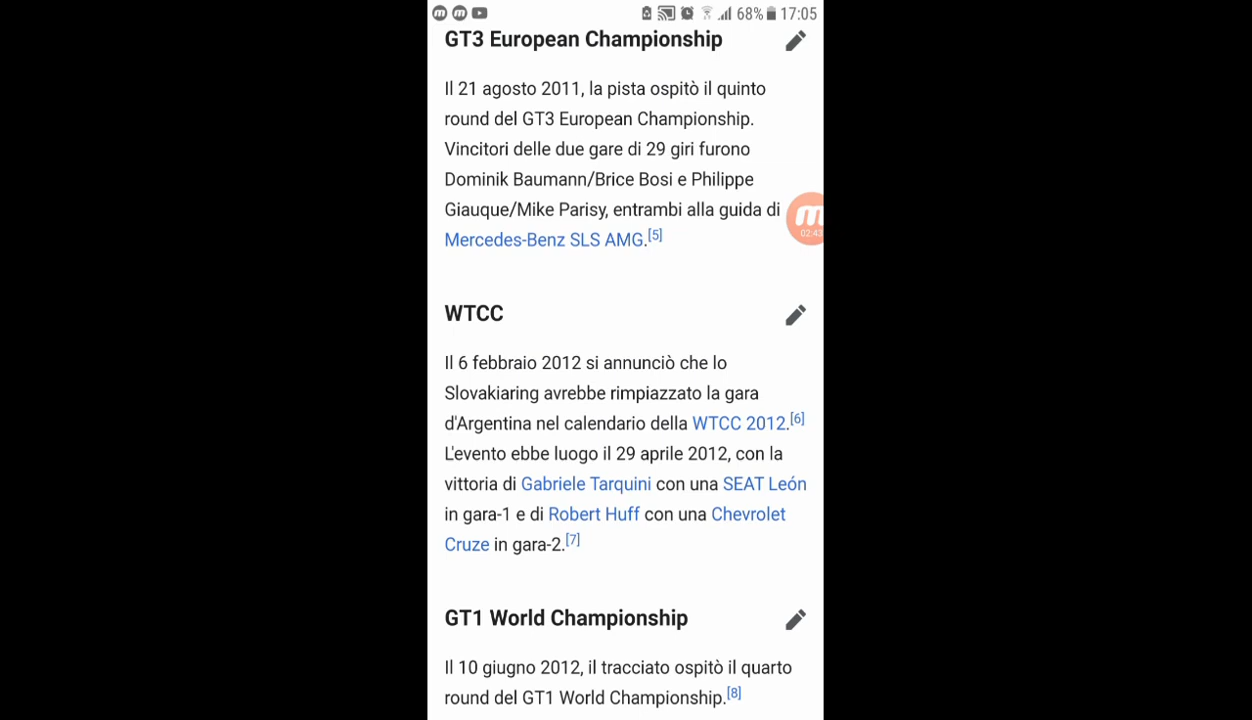 68% 17:05
GT3 European Championship
Il 21 agosto 2011, la pista ospitò il quinto
round del GT3 European Championship.
Vincitori delle due gare di 29 giri furono
Dominik Baumann/Brice Bosi e Philippe
Giauque/Mike Parisy, entrambi alla guida di
Mercedes-Benz SLS AMG.[5]
02:43
WTCC
Il 6 febbraio 2012 si annunciò che lo
Slovakiaring avrebbe rimpiazzato la gara
d'Argentina nel calendario della WTCC 2012.[6]
L'evento ebbe luogo il 29 aprile 2012, con la
vittoria di Gabriele Tarquini con una SEAT León
in gara-1 e di Robert Huff con una Chevrolet
Cruze in gara-2.[7]
GT1 World Championship
Il 10 giugno 2012, il tracciato ospitò il quarto
round del GT1 World Championship.[8]